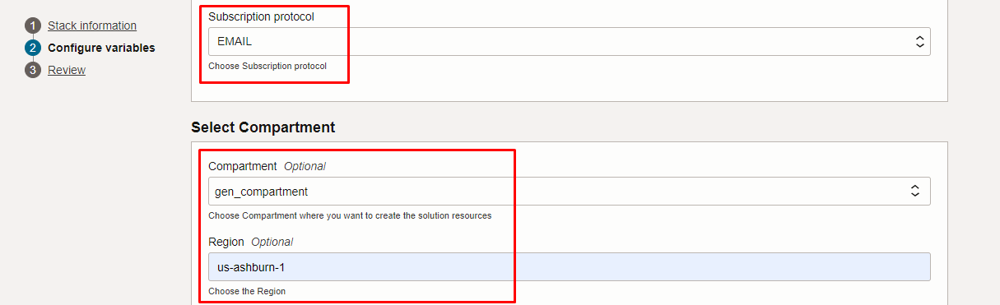 1 Stack information
2 Configure variables
3 Review
Subscription protocol
EMAIL
Choose Subscription protocol
Select Compartment
Compartment Optional
gen_compartment
Choose Compartment where you want to create the solution resources
Region Optional
us-ashburn-1
Choose the Region